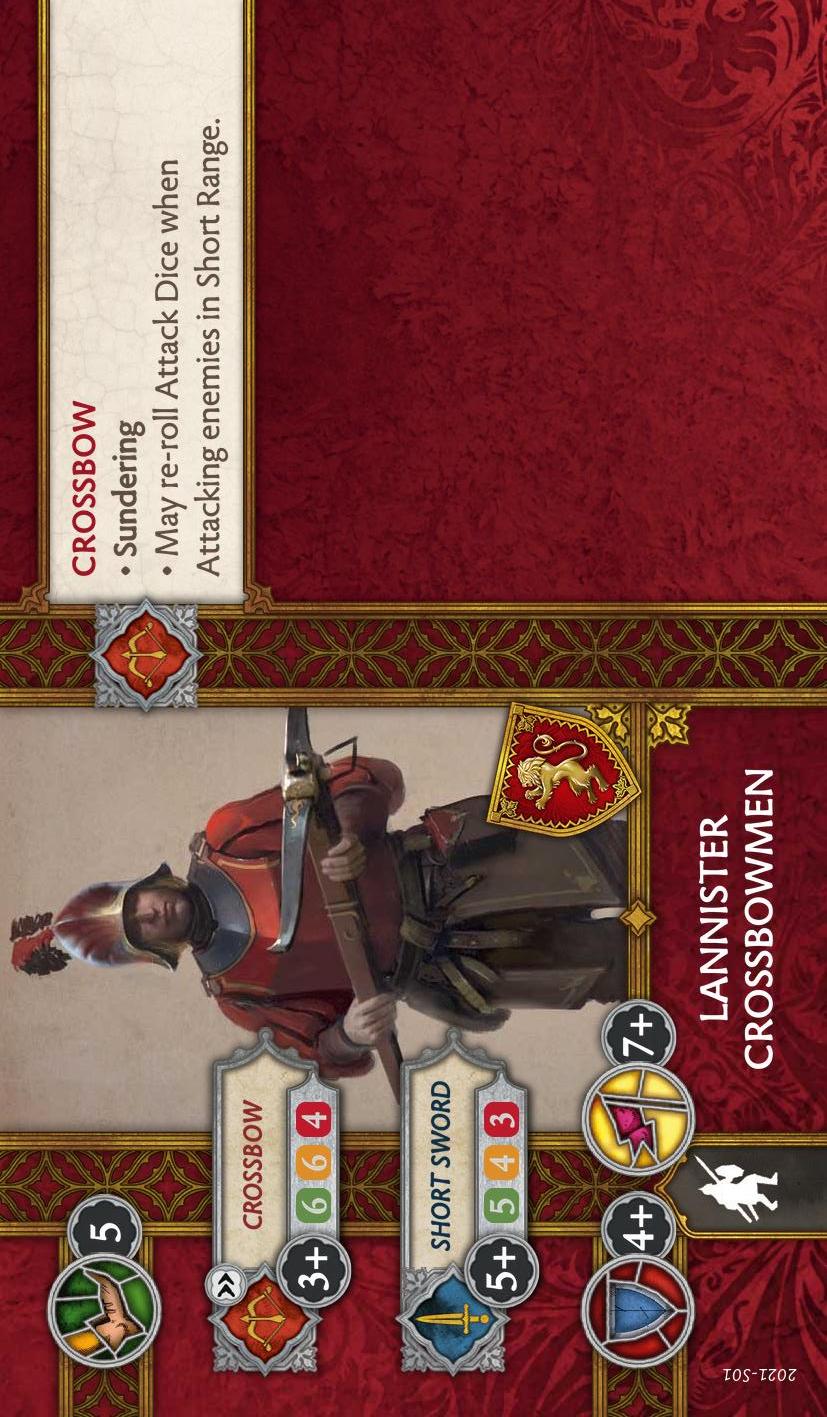 5
CROSSBOW
3+
6 6 4
SHORT SWORD
5+
5 4 3
4+
7+
LANNISTER
CROSSBOWMEN
CROSSBOW
• Sundering
• May re-roll Attack Dice when
Attacking enemies in Short Range.
2021-S01